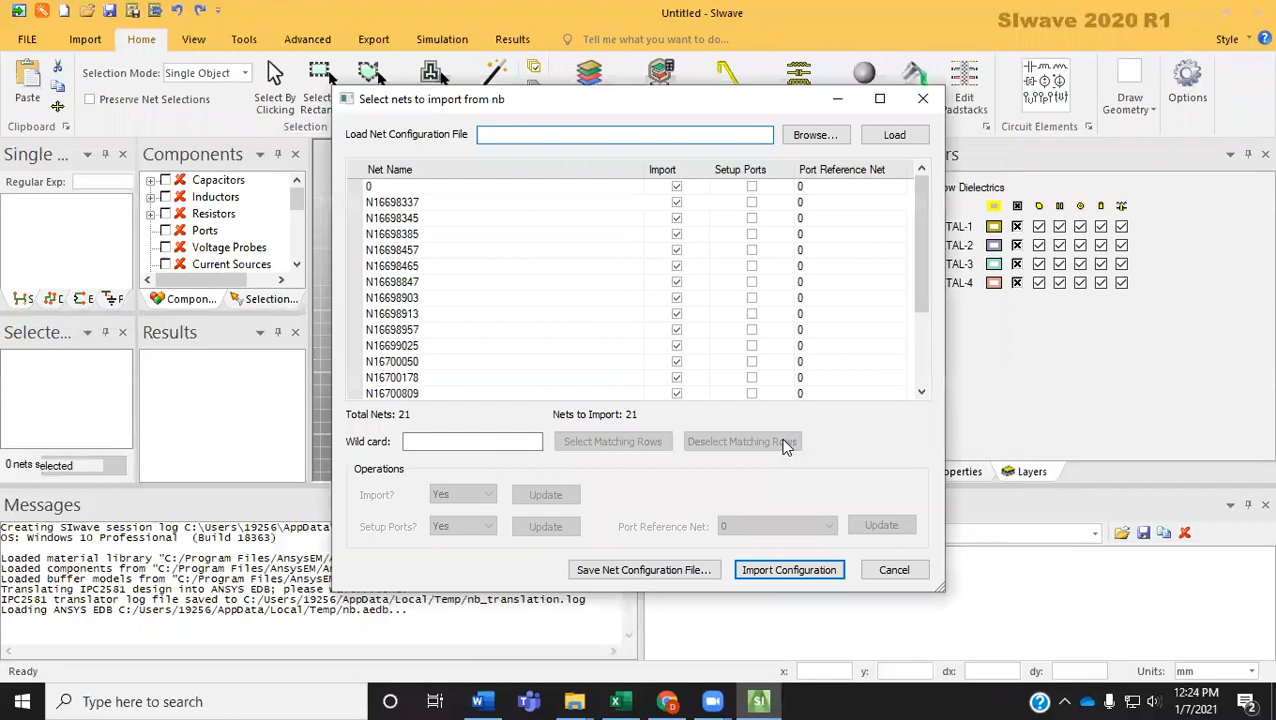 Untitled - SIwave
SIwave 2020 R1
FILE Import Home View Tools Advanced Export Simulation Results Tell me what you want to do... Style
Paste
Selection Mode: Single Object
Preserve Net Selections
Select By
Clicking
Select
Rectan
Edit
Padstacks
Draw
Geometry
Options
Clipboard
Selection
Circuit Elements
Select nets to import from nb
Load Net Configuration File Browse... Load
Net Name Import Setup Ports Port Reference Net
0 0
N16698337 0
N16698345 0
N16698385 0
N16698457 0
N16698465 0
N16698847 0
N16698903 0
N16698913 0
N16698957 0
N16699025 0
N16700050 0
N16700178 0
N16700809 0
Total Nets: 21 Nets to Import: 21
Wild card: Select Matching Rows Deselect Matching Rows
Operations
Import? Yes Update
Setup Ports? Yes Update Port Reference Net: 0 Update
Save Net Configuration File... Import Configuration Cancel
Single ...
Regular Exp:
Components
Capacitors
Inductors
Resistors
Ports
Voltage Probes
Current Sources
Compo... Selection...
Selecte...
Results
0 nets selected
ers
ow Dielectrics
TAL-1
TAL-2
TAL-3
TAL-4
operties Layers
Messages
Creating SIwave session log C:\Users\19256\AppData\
OS: Windows 10 Professional (Build 18363)
Loaded material library "C:/Program Files/AnsysEM/
Loaded components from "C:/Program Files/AnsysEM/
Loaded buffer models from "C:/Program Files/AnsysE
Translating IPC2581 design into ANSYS EDB; please
IPC2581 translator log file saved to C:/Users/19256/AppData/Local/Temp/nb_translation.log
Loading ANSYS EDB C:/Users/19256/AppData/Local/Temp/nb.aedb...
Ready x: y: dx: dy: Units: mm
Type here to search
12:24 PM
1/7/2021
2